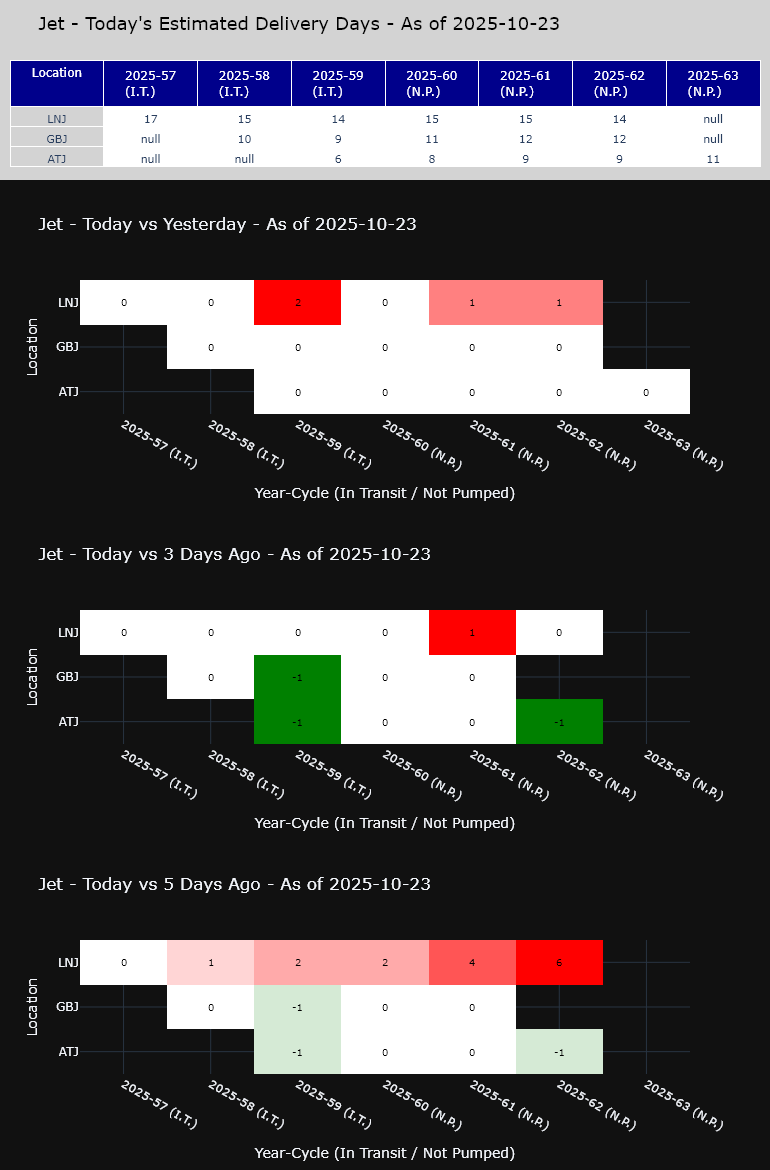 Jet - Today's Estimated Delivery Days - As of 2025-10-23
Location 2025-57 (I.T.) 2025-58 (I.T.) 2025-59 (I.T.) 2025-60 (N.P.) 2025-61 (N.P.) 2025-62 (N.P.) 2025-63 (N.P.)
LNJ 17 15 14 15 15 14 null
GBJ null 10 9 11 12 12 null
ATJ null null 6 8 9 9 11
Jet - Today vs Yesterday - As of 2025-10-23
Location
LNJ 0 0 2 0 1 1
GBJ 0 0 0 0 0
ATJ 0 0 0 0 0
2025-57 (I.T.) 2025-58 (I.T.) 2025-59 (I.T.) 2025-60 (N.P.) 2025-61 (N.P.) 2025-62 (N.P.) 2025-63 (N.P.)
Year-Cycle (In Transit / Not Pumped)
Jet - Today vs 3 Days Ago - As of 2025-10-23
Location
LNJ 0 0 0 0 1 0
GBJ 0 -1 0 0
ATJ -1 0 0 -1
2025-57 (I.T.) 2025-58 (I.T.) 2025-59 (I.T.) 2025-60 (N.P.) 2025-61 (N.P.) 2025-62 (N.P.) 2025-63 (N.P.)
Year-Cycle (In Transit / Not Pumped)
Jet - Today vs 5 Days Ago - As of 2025-10-23
Location
LNJ 0 1 2 2 4 6
GBJ 0 -1 0 0
ATJ -1 0 0 -1
2025-57 (I.T.) 2025-58 (I.T.) 2025-59 (I.T.) 2025-60 (N.P.) 2025-61 (N.P.) 2025-62 (N.P.) 2025-63 (N.P.)
Year-Cycle (In Transit / Not Pumped)